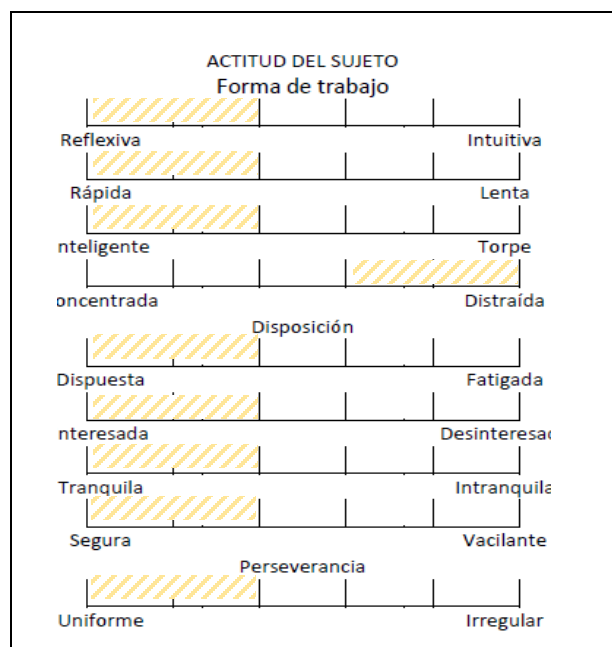 ACTITUD DEL SUJETO
Forma de trabajo
Reflexiva Intuitiva
Rápida Lenta
nteligente Torpe
oncentrada Distraída
Disposición
Dispuesta Fatigada
nteresada Desinteresad
Tranquila Intranquila
Segura Vacilante
Perseverancia
Uniforme Irregular